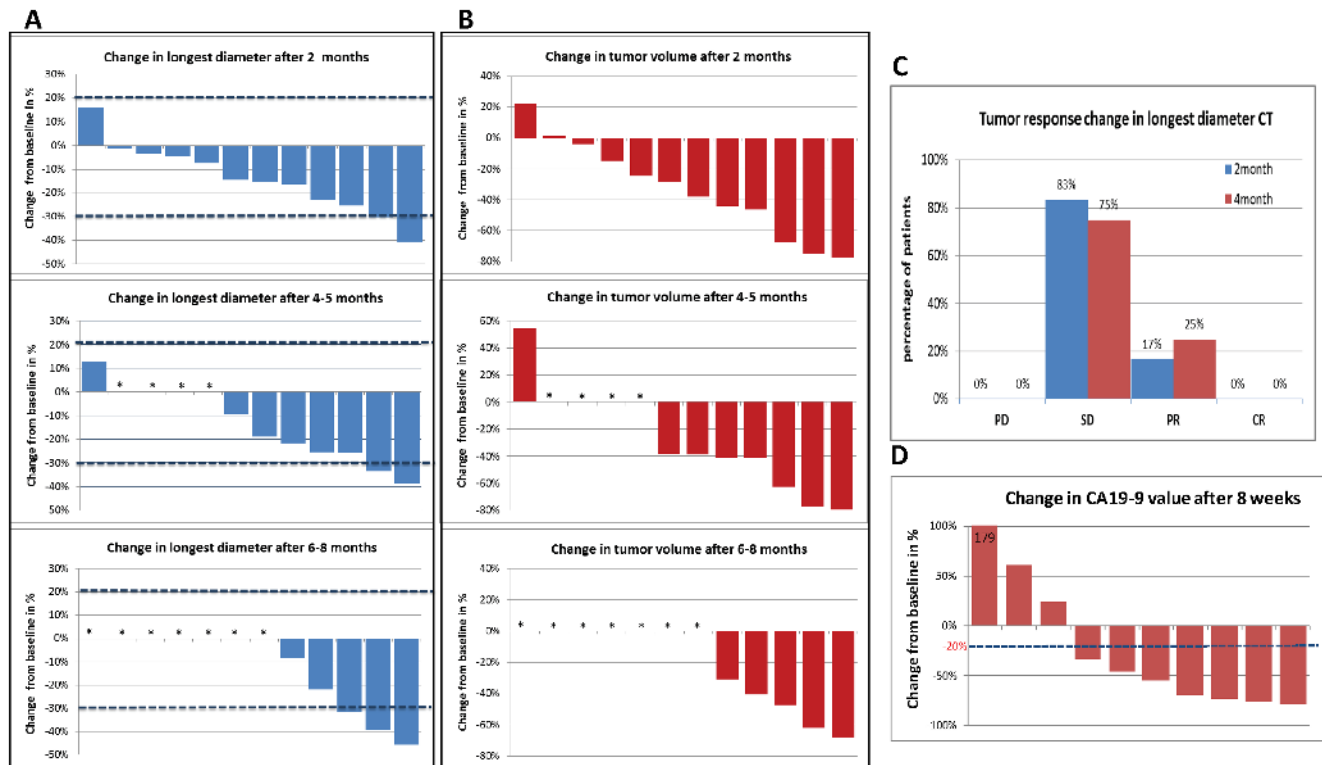 A
Change in longest diameter after 2 months
Change from baseline in %
30%
20%
10%
0%
-10%
-20%
-30%
-40%
-50%
Change in longest diameter after 4-5 months
Change from baseline in %
30%
20%
10%
0%
-10%
-20%
-30%
-40%
50%
* * * *
Change in longest diameter after 6-8 months
Change from baseline in %
30%
20%
10%
0%
-10%
-20%
-30%
-40%
-50%
* * * * * * *
B
Change in tumor volume after 2 months
Change from baseline in %
40%
20%
0%
-20%
-40%
-60%
80%
Change in tumor volume after 4-5 months
Change from baseline in %
60%
40%
20%
0%
-20%
-40%
-60%
-80%
* * * *
Change in tumor volume after 6-8 months
Change from baseline in %
40%
20%
0%
-20%
-40%
-60%
-80%
* * * * * * *
C
Tumor response change in longest diameter CT
percentage of patients
100%
80%
60%
40%
20%
0%
2month
4month
0% 0%
83% 75%
17% 25%
0% 0%
PD SD PR CR
D
Change in CA19-9 value after 8 weeks
Change from baseline in %
100%
50%
0%
-20%
-50%
100%
179